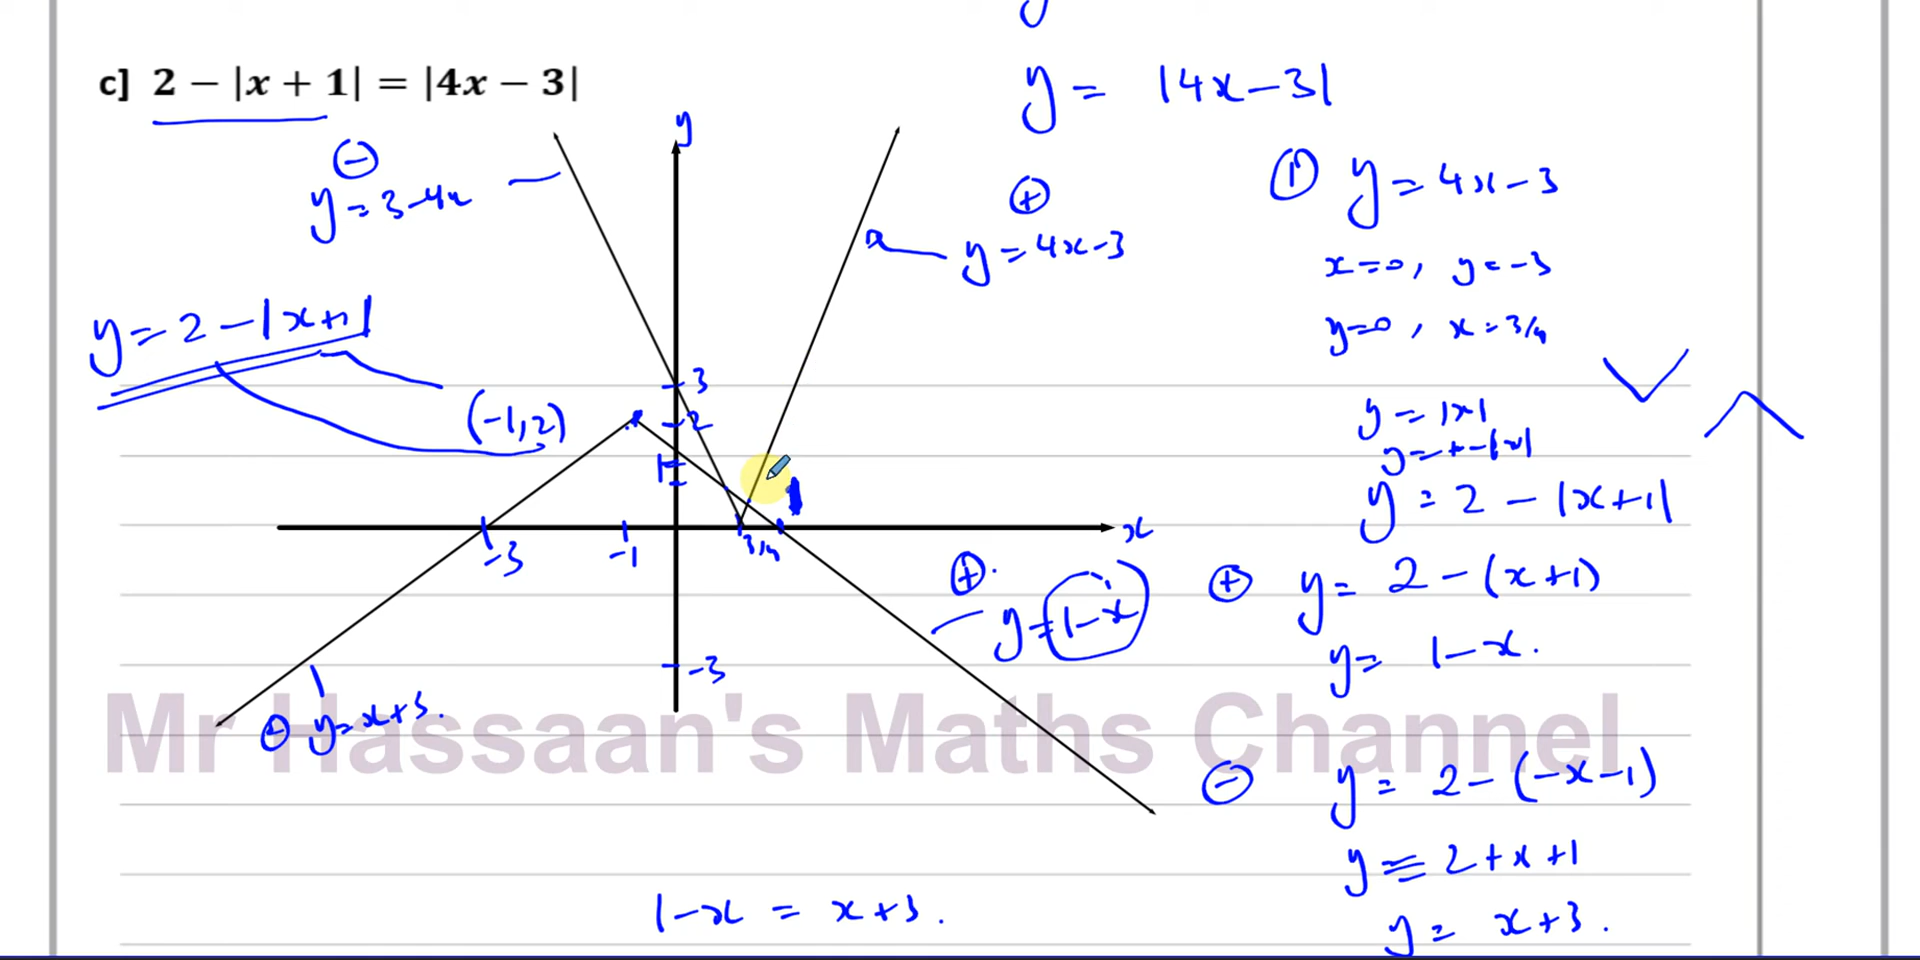 c] 2 − |x + 1| = |4x − 3|
y = |4x−3|
⊖
y = 3−4x
⊕
y = 4x−3
① y = 4x−3
x=0, y=−3
y=0, x=3/4
y = 2−|x+1|
(−1,2)
y
3
2
1
1
x
−3
−1
3/4
−3
y = |x|
y = 2 − |x+1|
⊕ y = 2 − (x+1)
y = 1−x.
⊕
y = 1−x
⊖ y = x+3.
Mr Hassaan's Maths Channel
⊖ y = 2−(−x−1)
y = 2+x+1
y = x+3.
1−x = x+3.